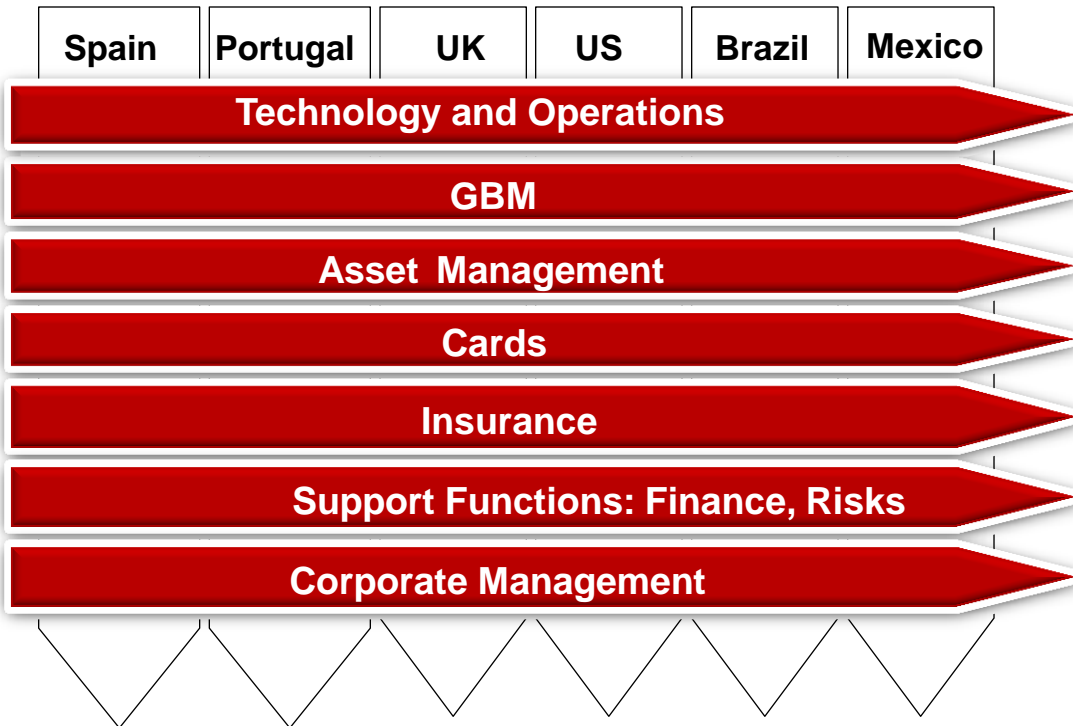 Spain Portugal UK US Brazil Mexico
Technology and Operations
GBM
Asset Management
Cards
Insurance
Support Functions: Finance, Risks
Corporate Management